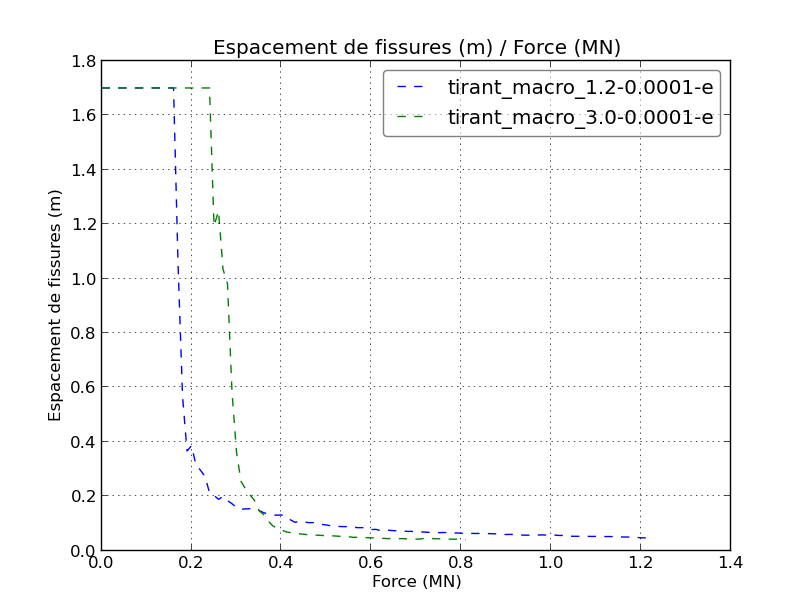 Espacement de fissures (m) / Force (MN)
tirant_macro_1.2-0.0001-e
tirant_macro_3.0-0.0001-e
Espacement de fissures (m)
1.8
1.6
1.4
1.2
1.0
0.8
0.6
0.4
0.2
0.0
0.0 0.2 0.4 0.6 0.8 1.0 1.2 1.4
Force (MN)